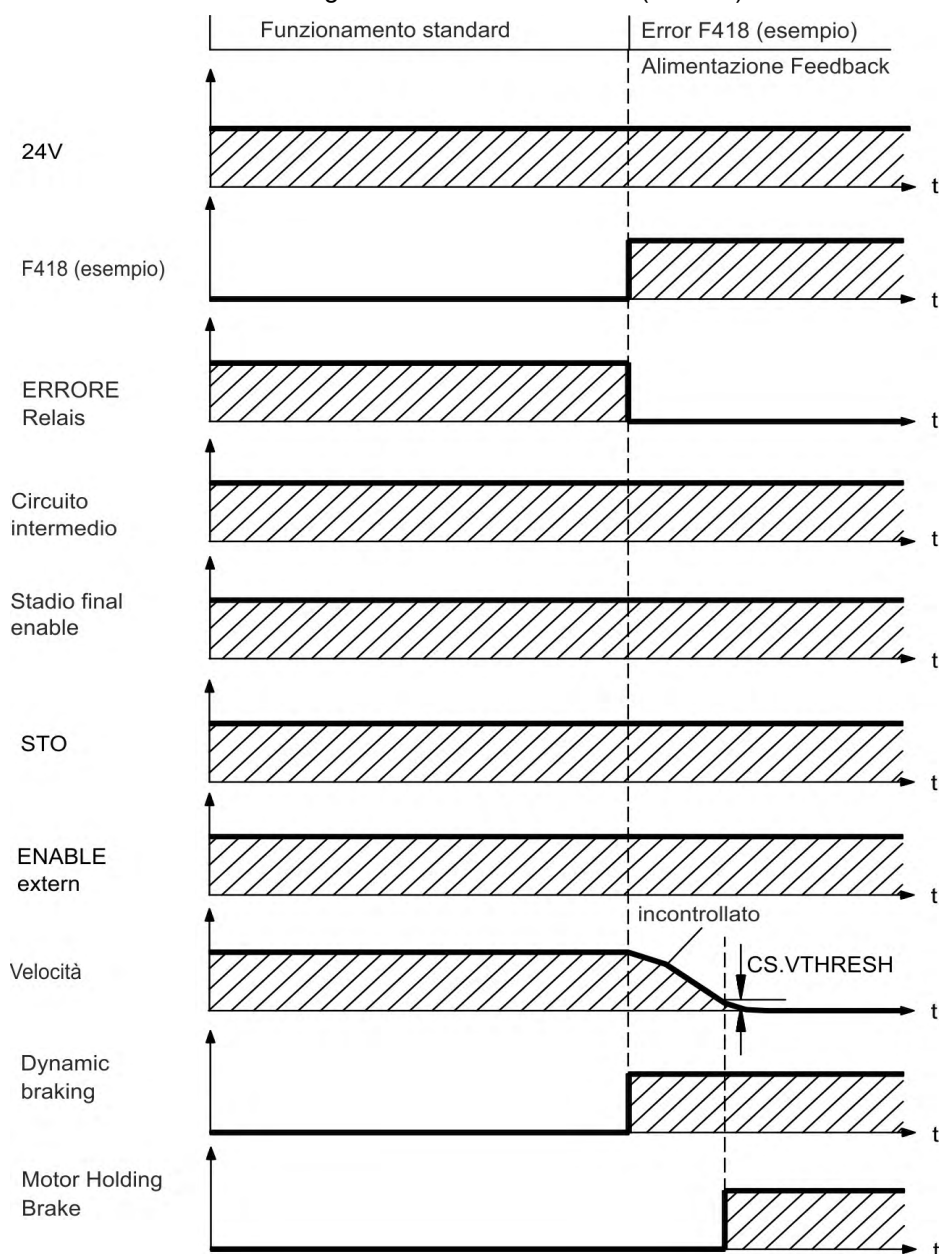 Funzionamento standard
Error F418 (esempio)
Alimentazione Feedback
24V
t
F418 (esempio)
t
ERRORE
Relais
t
Circuito
intermedio
t
Stadio final
enable
t
STO
t
ENABLE
extern
t
incontrollato
Velocità
CS.VTHRESH
t
Dynamic
braking
t
Motor Holding
Brake
t